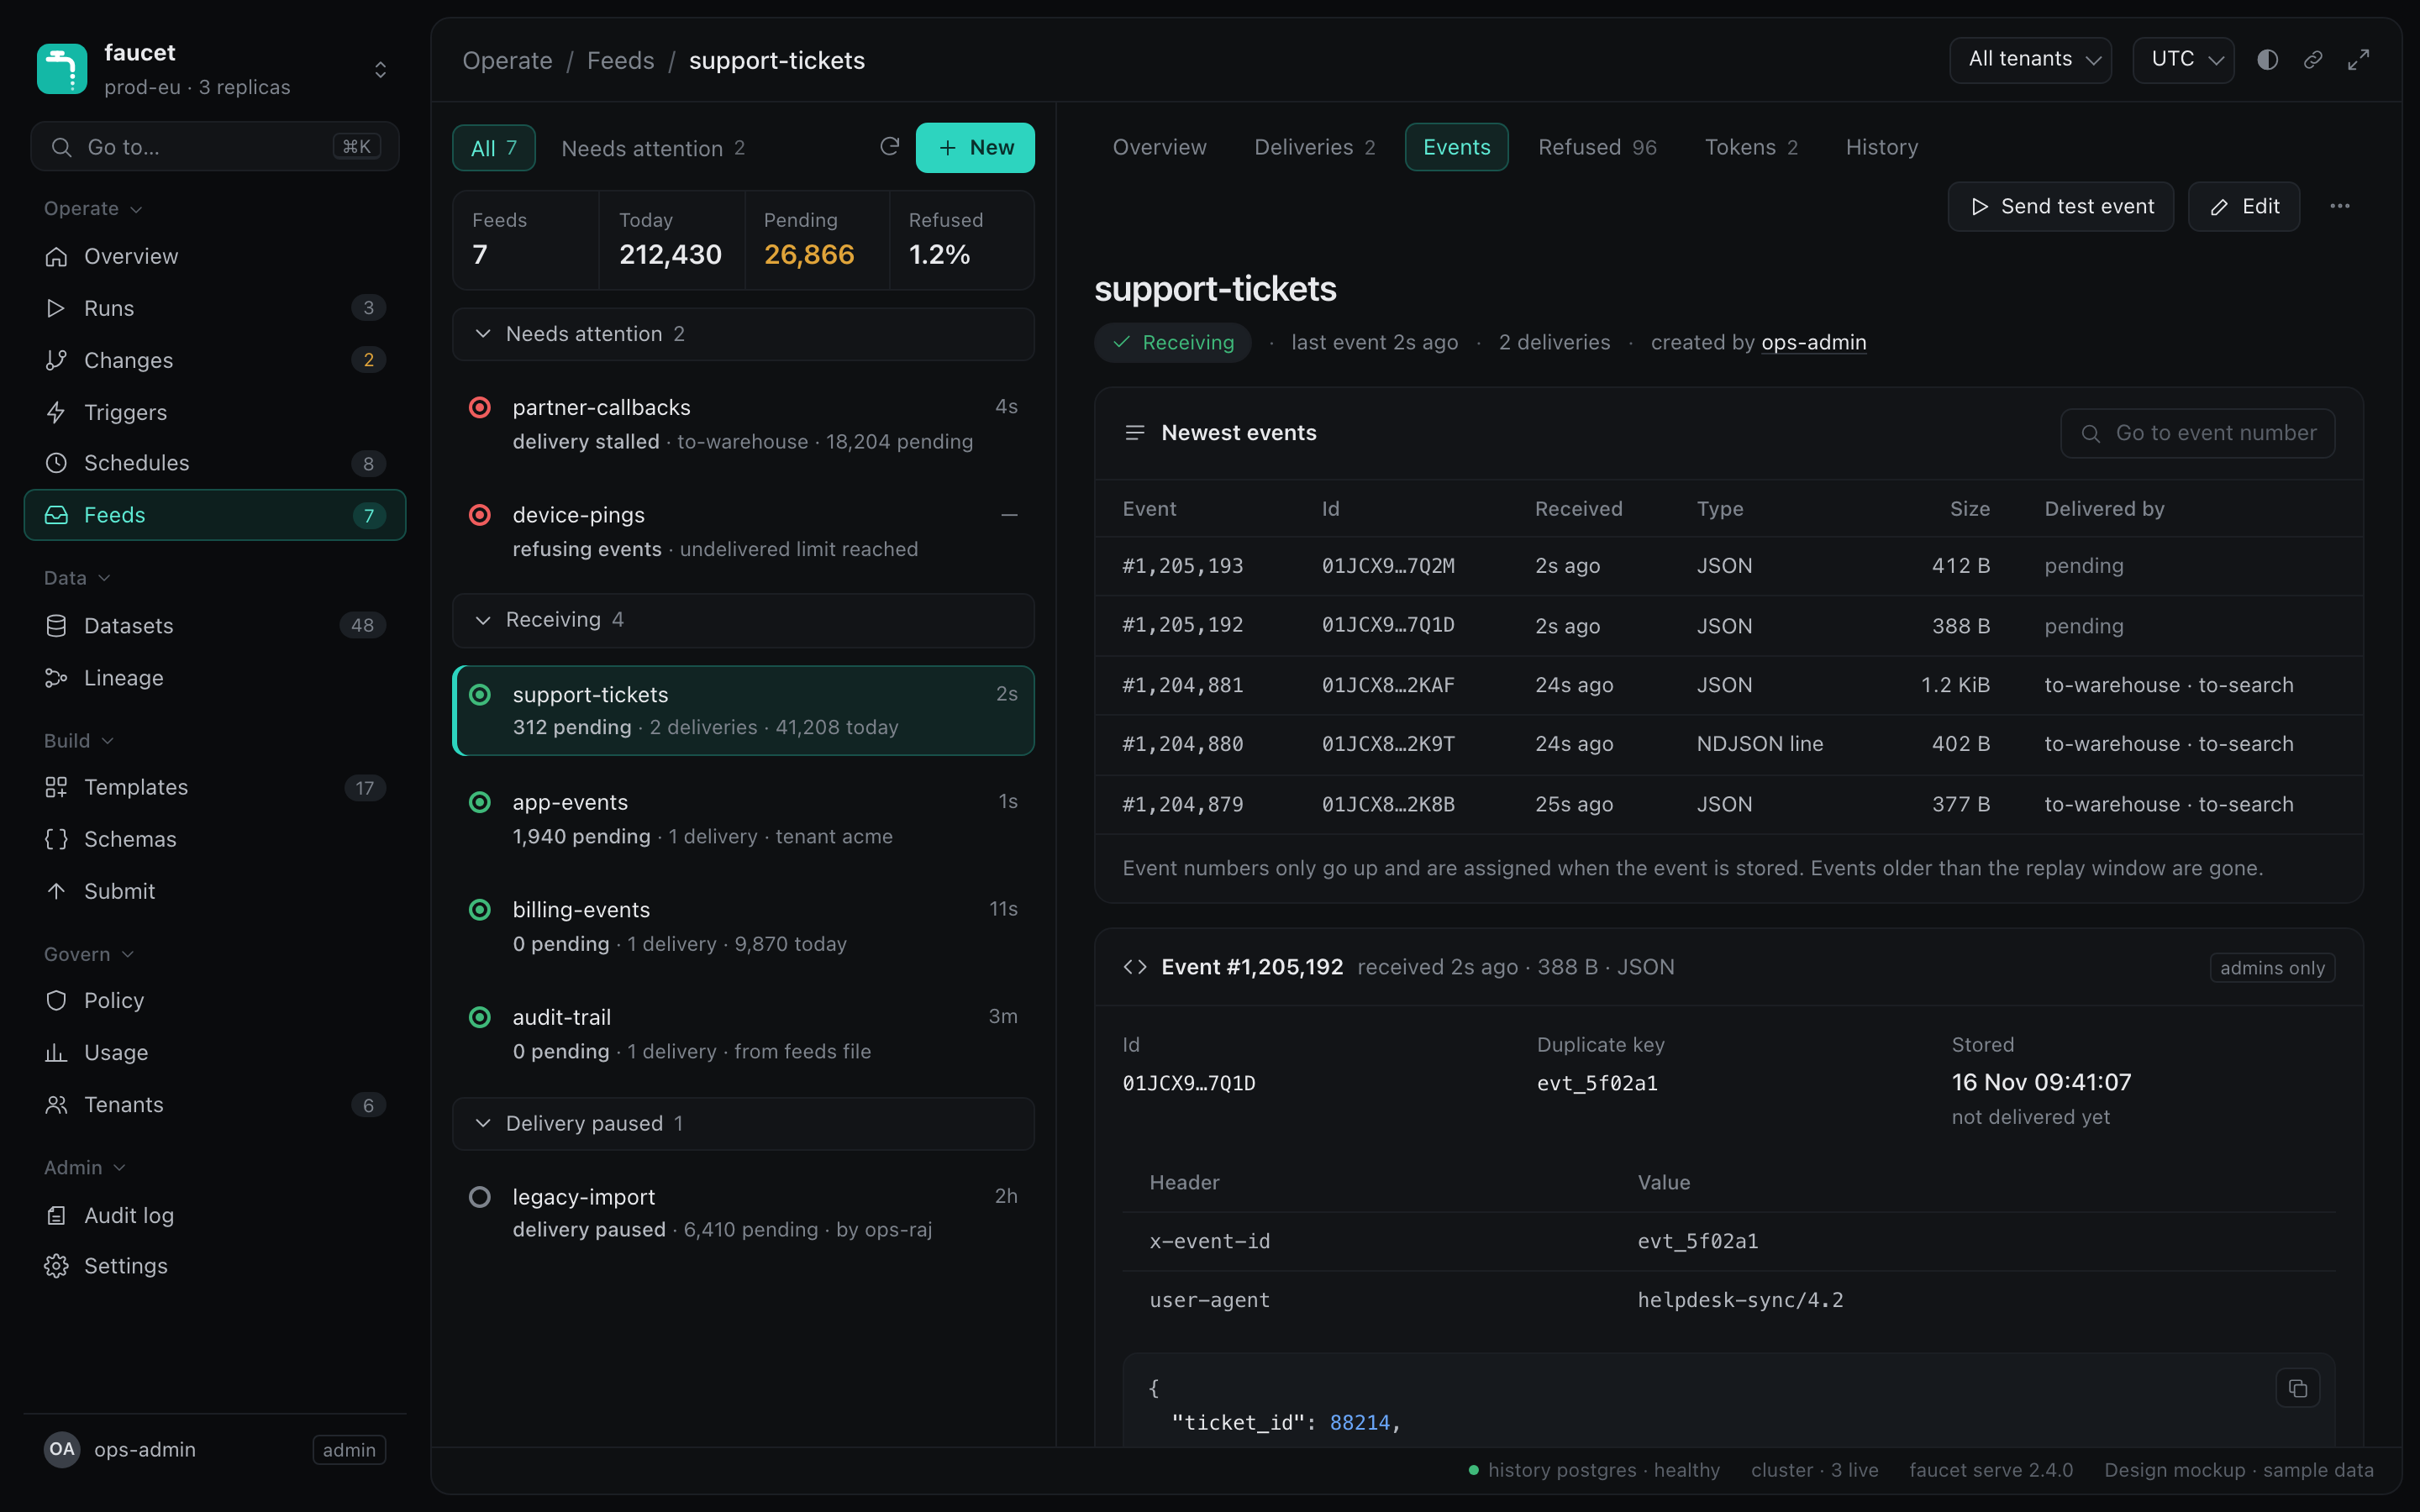 faucet
prod-eu · 3 replicas
Go to... ⌘K
Operate
Overview
Runs 3
Changes 2
Triggers
Schedules 8
Feeds 7
Data
Datasets 48
Lineage
Build
Templates 17
Schemas
Submit
Govern
Policy
Usage
Tenants 6
Admin
Audit log
Settings
OA ops-admin admin
Operate / Feeds / support-tickets
All tenants UTC
All 7 Needs attention 2 New
Feeds Today Pending Refused
7 212,430 26,866 1.2%
Needs attention 2
partner-callbacks 4s
delivery stalled · to-warehouse · 18,204 pending
device-pings —
refusing events · undelivered limit reached
Receiving 4
support-tickets 2s
312 pending · 2 deliveries · 41,208 today
app-events 1s
1,940 pending · 1 delivery · tenant acme
billing-events 11s
0 pending · 1 delivery · 9,870 today
audit-trail 3m
0 pending · 1 delivery · from feeds file
Delivery paused 1
legacy-import 2h
delivery paused · 6,410 pending · by ops-raj
Overview Deliveries 2 Events Refused 96 Tokens 2 History
Send test event Edit
support-tickets
Receiving · last event 2s ago · 2 deliveries · created by ops-admin
Newest events Go to event number
Event Id Received Type Size Delivered by
#1,205,193 01JCX9…7Q2M 2s ago JSON 412 B pending
#1,205,192 01JCX9…7Q1D 2s ago JSON 388 B pending
#1,204,881 01JCX8…2KAF 24s ago JSON 1.2 KiB to-warehouse · to-search
#1,204,880 01JCX8…2K9T 24s ago NDJSON line 402 B to-warehouse · to-search
#1,204,879 01JCX8…2K8B 25s ago JSON 377 B to-warehouse · to-search
Event numbers only go up and are assigned when the event is stored. Events older than the replay window are gone.
Event #1,205,192 received 2s ago · 388 B · JSON admins only
Id Duplicate key Stored
01JCX9…7Q1D evt_5f02a1 16 Nov 09:41:07
not delivered yet
Header Value
x-event-id evt_5f02a1
user-agent helpdesk-sync/4.2
{
"ticket_id": 88214,
history postgres · healthy cluster · 3 live faucet serve 2.4.0 Design mockup · sample data